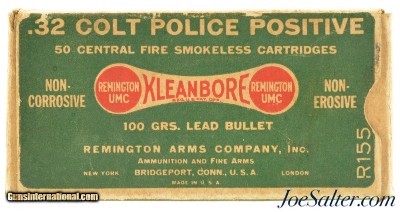 .32 COLT POLICE POSITIVE
50 CENTRAL FIRE SMOKELESS CARTRIDGES
NON-CORROSIVE
REMINGTON UMC
KLEANBORE
REMINGTON UMC
NON-EROSIVE
100 GRS. LEAD BULLET
REMINGTON ARMS COMPANY, INC.
AMMUNITION AND FIRE ARMS
NEW YORK BRIDGEPORT, CONN., U.S.A LONDON
MADE IN U.S.A
R155
GunsInternational.com
JoeSalter.com